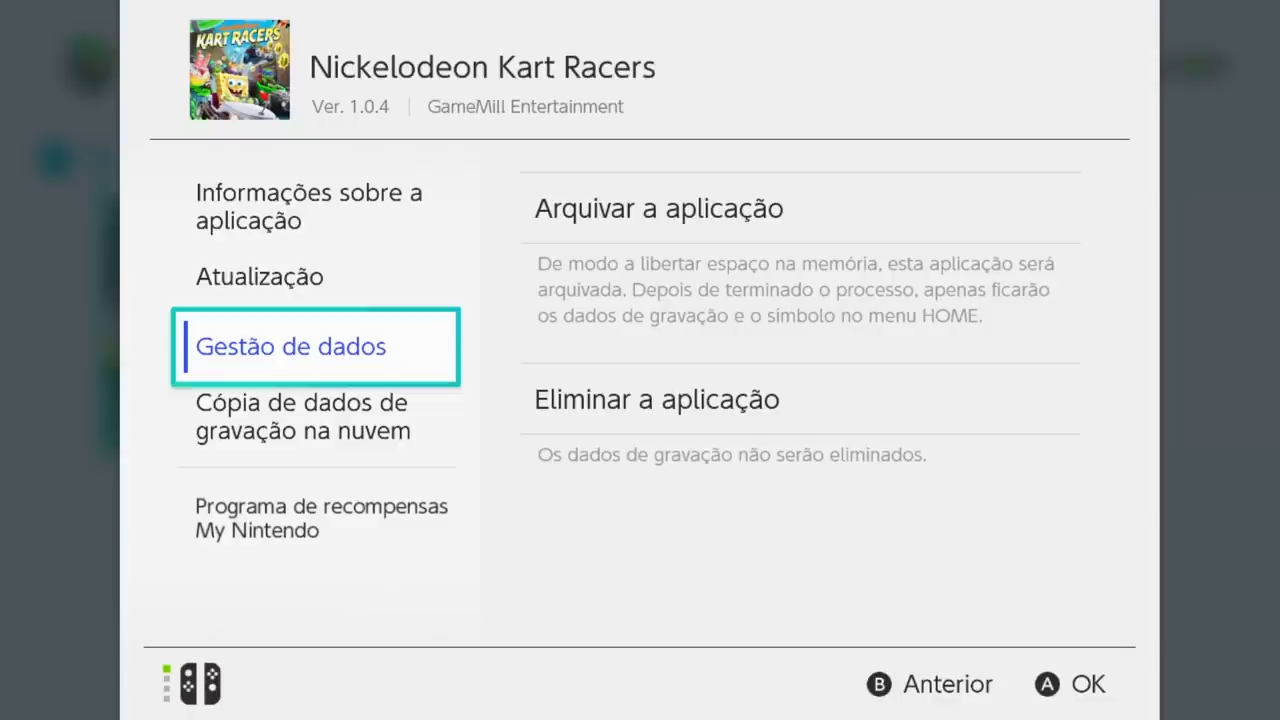 KART RACERS
Nickelodeon Kart Racers
Ver. 1.0.4
GameMill Entertainment
Informações sobre a
aplicação
Atualização
Gestão de dados
Cópia de dados de
gravação na nuvem
Programa de recompensas
My Nintendo
Arquivar a aplicação
De modo a libertar espaço na memória, esta aplicação será
arquivada. Depois de terminado o processo, apenas ficarão
os dados de gravação e o símbolo no menu HOME.
Eliminar a aplicação
Os dados de gravação não serão eliminados.
B Anterior
A OK